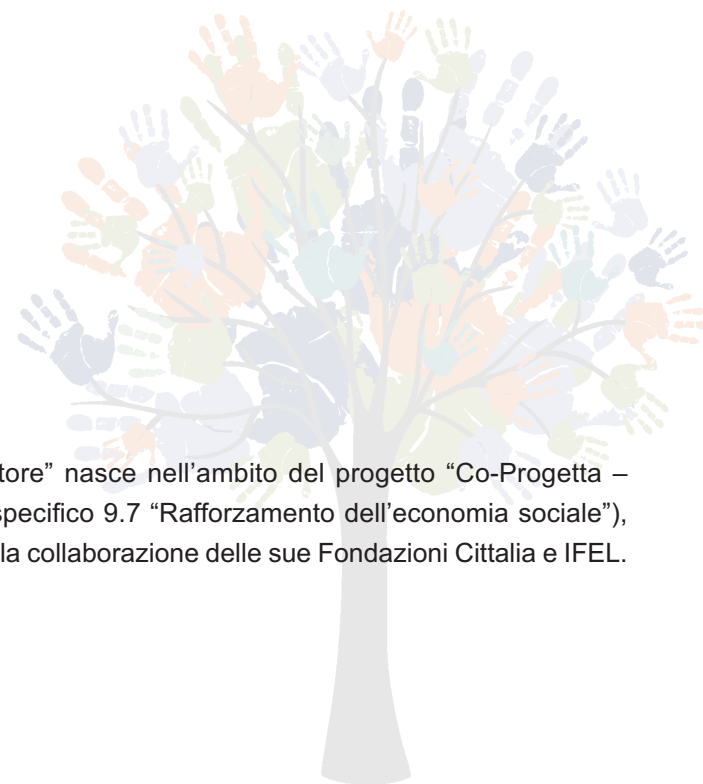 tore” nasce nell’ambito del progetto “Co-Progetta –
specifico 9.7 “Rafforzamento dell’economia sociale”),
la collaborazione delle sue Fondazioni Cittalia e IFEL.